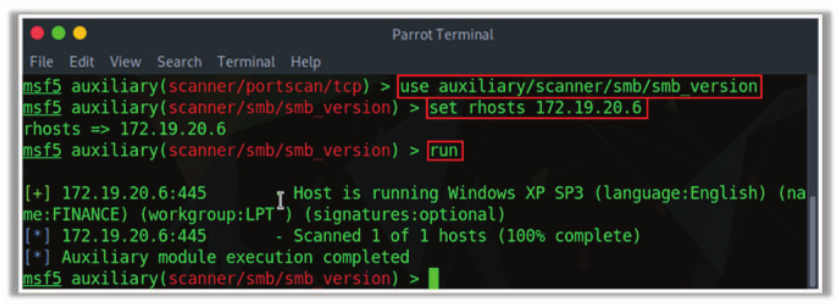 Parrot Terminal
File Edit View Search Terminal Help
msf5 auxiliary(scanner/portscan/tcp) > use auxiliary/scanner/smb/smb_version
msf5 auxiliary(scanner/smb/smb_version) > set rhosts 172.19.20.6
rhosts => 172.19.20.6
msf5 auxiliary(scanner/smb/smb_version) > run
[+] 172.19.20.6:445 Host is running Windows XP SP3 (language:English) (na
me:FINANCE) (workgroup:LPT) (signatures:optional)
[*] 172.19.20.6:445 - Scanned 1 of 1 hosts (100% complete)
[*] Auxiliary module execution completed
msf5 auxiliary(scanner/smb/smb_version) >